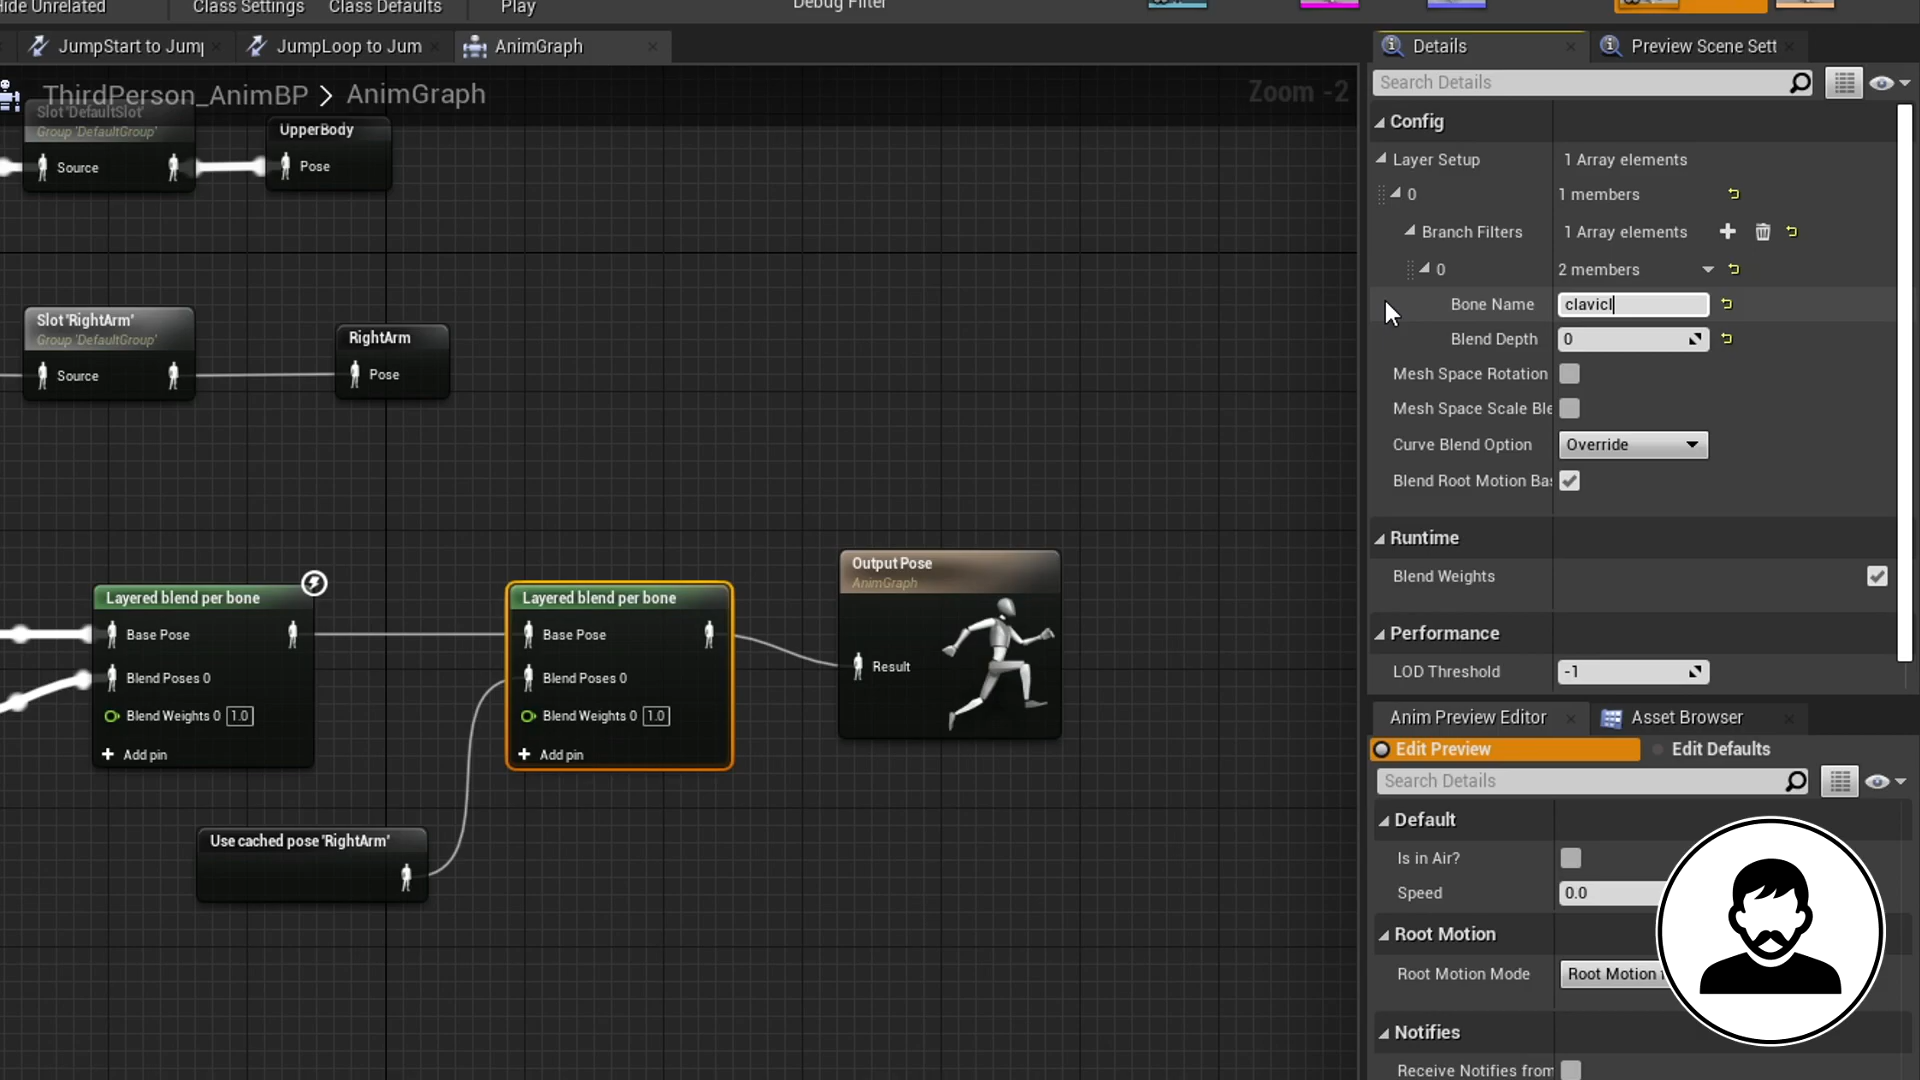 Hide Unrelated
Class Settings
Class Defaults
Play
Debug Filter
JumpStart to Jum
JumpLoop to Jum
AnimGraph
ThirdPerson_AnimBP > AnimGraph
Zoom -2
Slot 'DefaultSlot'
Group 'DefaultGroup'
Source
UpperBody
Pose
Slot 'RightArm'
Group 'DefaultGroup'
Source
RightArm
Pose
Layered blend per bone
Base Pose
Blend Poses 0
Blend Weights 0 1.0
Add pin
Layered blend per bone
Base Pose
Blend Poses 0
Blend Weights 0 1.0
Add pin
Output Pose
AnimGraph
Result
Use cached pose 'RightArm'
Details
Preview Scene Sett
Search Details
Config
Layer Setup 1 Array elements
0 1 members
Branch Filters 1 Array elements
0 2 members
Bone Name clavicl
Blend Depth 0
Mesh Space Rotation
Mesh Space Scale Ble
Curve Blend Option Override
Blend Root Motion Bas
Runtime
Blend Weights
Performance
LOD Threshold -1
Anim Preview Editor
Asset Browser
Edit Preview
Edit Defaults
Search Details
Default
Is in Air?
Speed 0.0
Root Motion
Root Motion Mode Root Motion
Notifies
Receive Notifies from